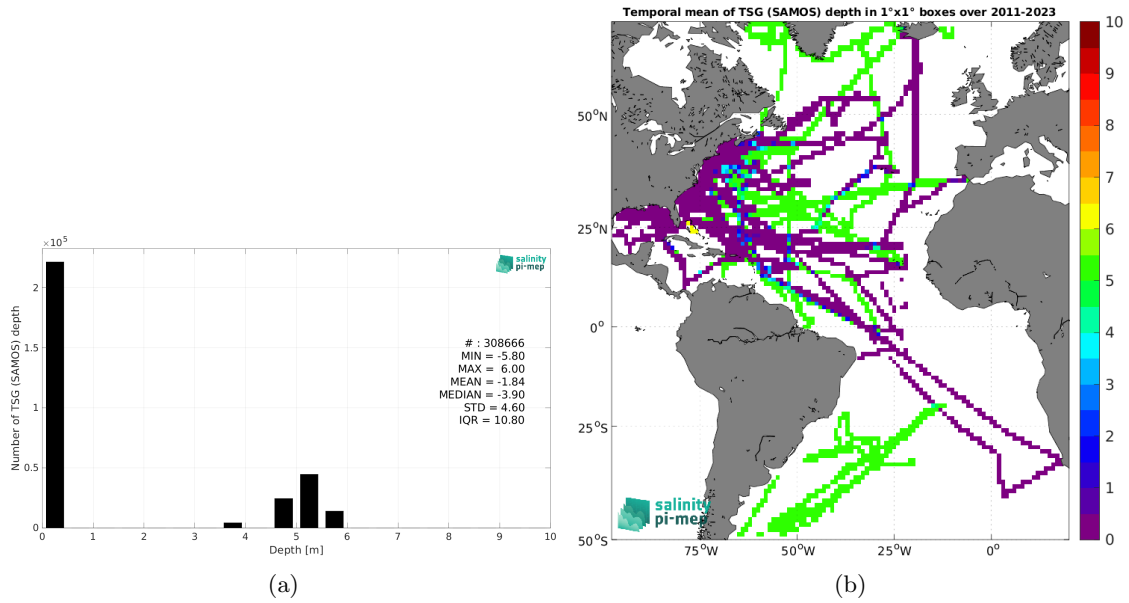 ×10⁵
2
1.5
1
0.5
0
Number of TSG (SAMOS) depth
0 1 2 3 4 5 6 7 8 9 10
Depth [m]
salinity
pi-mep
# : 308666
MIN = -5.80
MAX = 6.00
MEAN = -1.84
MEDIAN = -3.90
STD = 4.60
IQR = 10.80
(a)
Temporal mean of TSG (SAMOS) depth in 1°x1° boxes over 2011-2023
50°N
25°N
0°
25°S
50°S
75°W 50°W 25°W 0°
salinity
pi-mep
10
9
8
7
6
5
4
3
2
1
0
(b)